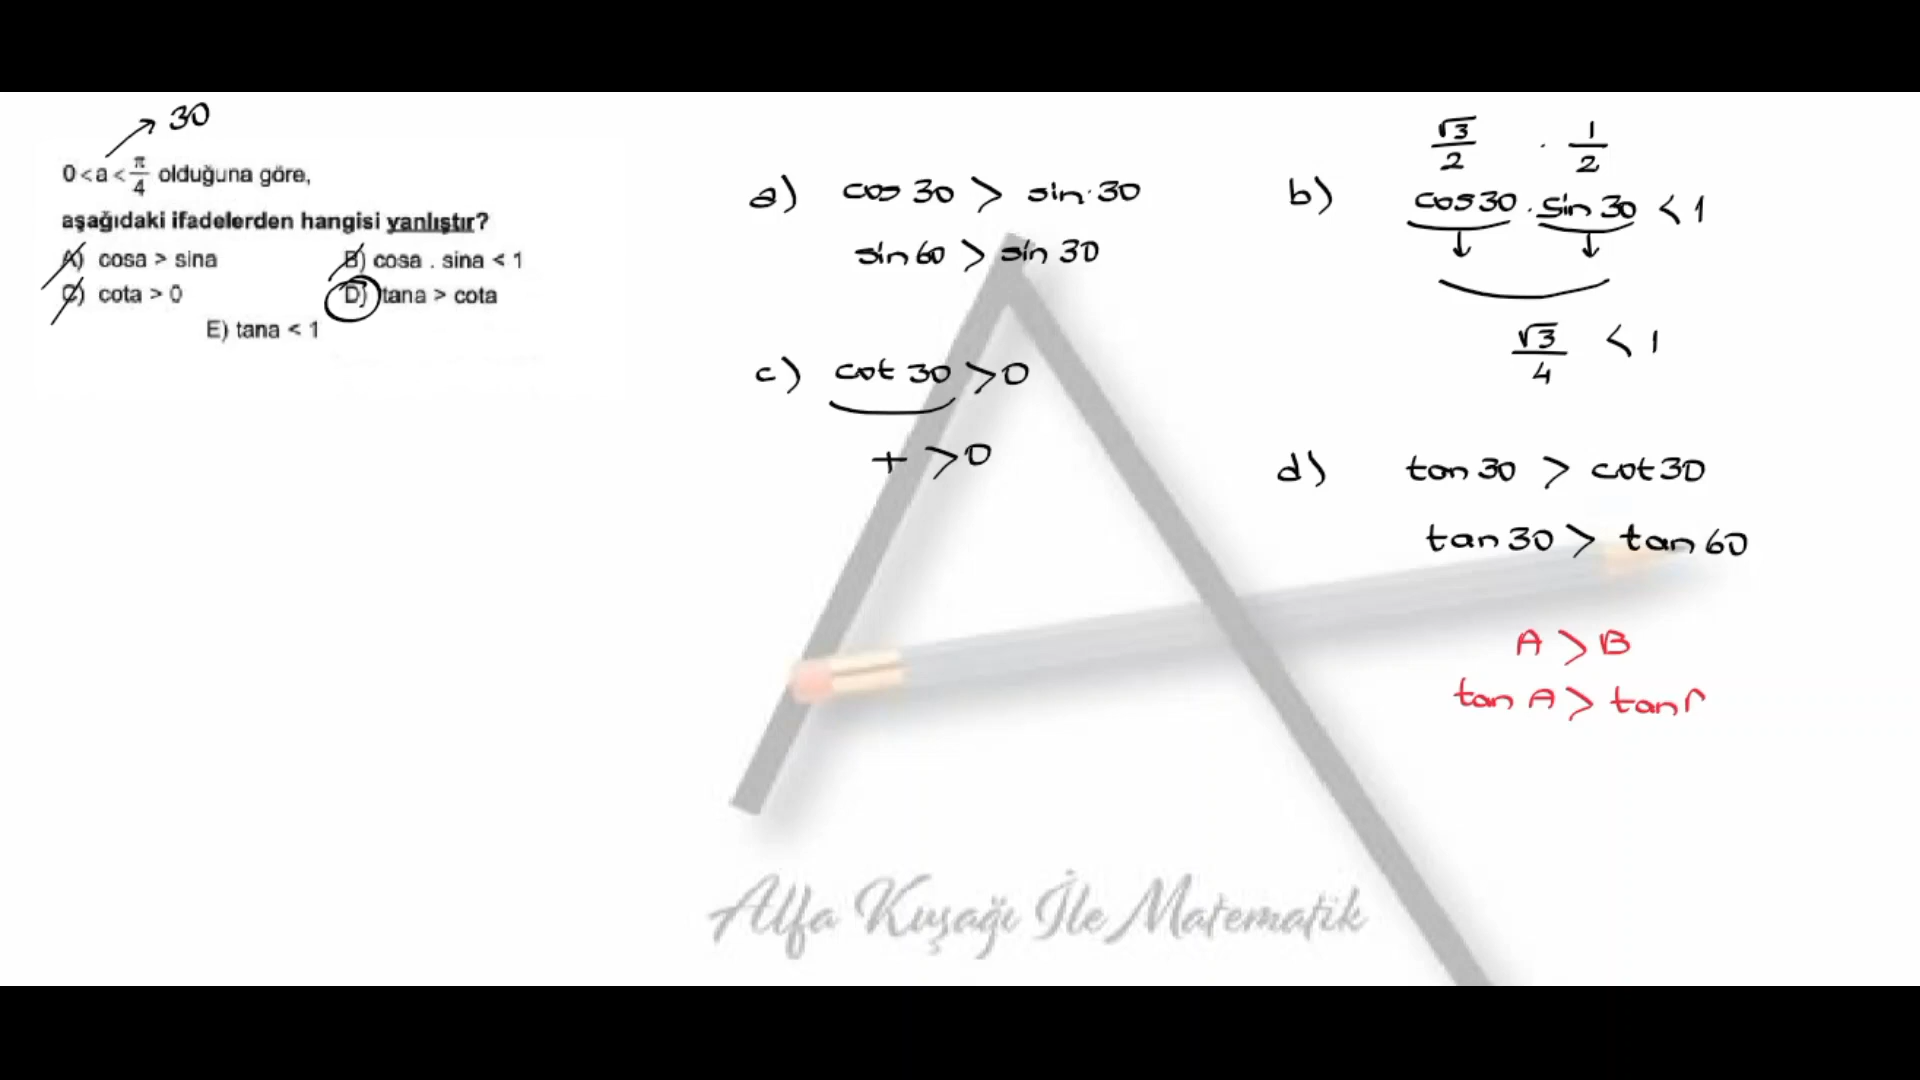 30
0 < a < π/4 olduğuna göre,
aşağıdaki ifadelerden hangisi yanlıştır?
A) cosa > sina
B) cosa . sina < 1
C) cota > 0
D) tana > cota
E) tana < 1
a) cos 30 > sin 30
sin 60 > sin 30
√3/2 . 1/2
b) cos 30 . sin 30 < 1
√3/4 < 1
c) cot 30 > 0
+ > 0
d) tan 30 > cot 30
tan 30 > tan 60
A > B
tan A > tan
Alfa Kuşağı İle Matematik